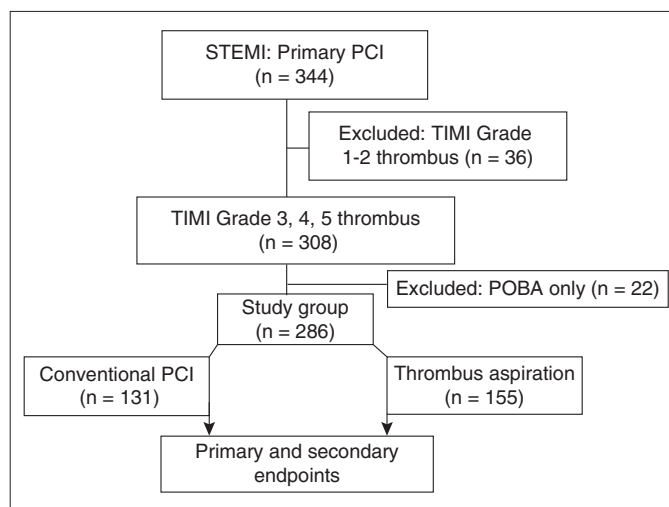 STEMI: Primary PCI
(n = 344)
Excluded: TIMI Grade
1-2 thrombus (n = 36)
TIMI Grade 3, 4, 5 thrombus
(n = 308)
Excluded: POBA only (n = 22)
Study group
(n = 286)
Conventional PCI
(n = 131)
Thrombus aspiration
(n = 155)
Primary and secondary
endpoints